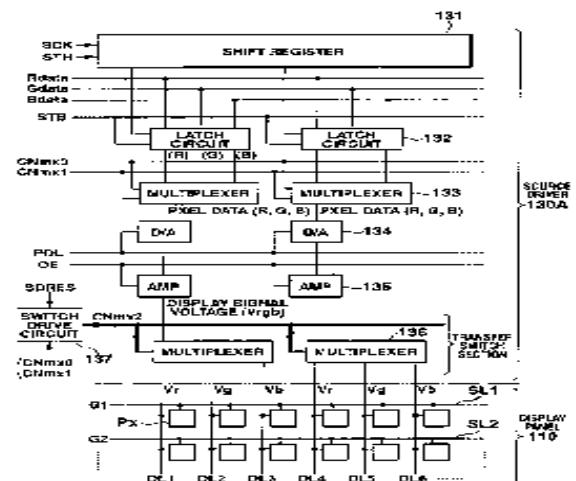 131
SCK
STH
SHIFT REGISTER
Rdata
Gdata
Bdata
STB
LATCH CIRCUIT
LATCH CIRCUIT
132
(R) (G) (B)
CNmx0
CNmx1
MULTIPLEXER
MULTIPLEXER
133
SOURCE DRIVER
130A
PIXEL DATA (R, G, B)
PIXEL DATA (R, G, B)
D/A
D/A
134
POL
OE
AMP
AMP
135
SDRES
DISPLAY SIGNAL VOLTAGE (Vrgb)
SWITCH DRIVE CIRCUIT
CNmx2
136
TRANSFER SWITCH SECTION
137
MULTIPLEXER
MULTIPLEXER
CNmx0
CNmx1
Vr Vg Vb Vr Vg Vb
SL1
G1
Px
G2
SL2
DISPLAY PANEL
110
DL1 DL2 DL3 DL4 DL5 DL6